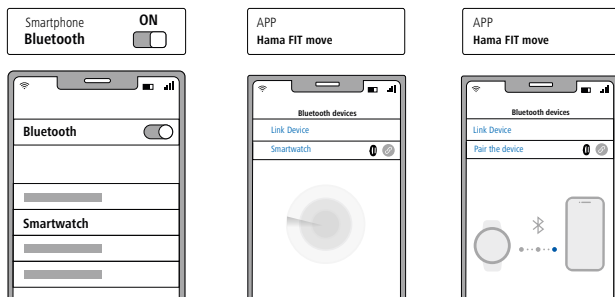 Smartphone
Bluetooth
ON
Bluetooth
Smartwatch
APP
Hama FIT move
Bluetooth devices
Link Device
Smartwatch
APP
Hama FIT move
Bluetooth devices
Link Device
Pair the device